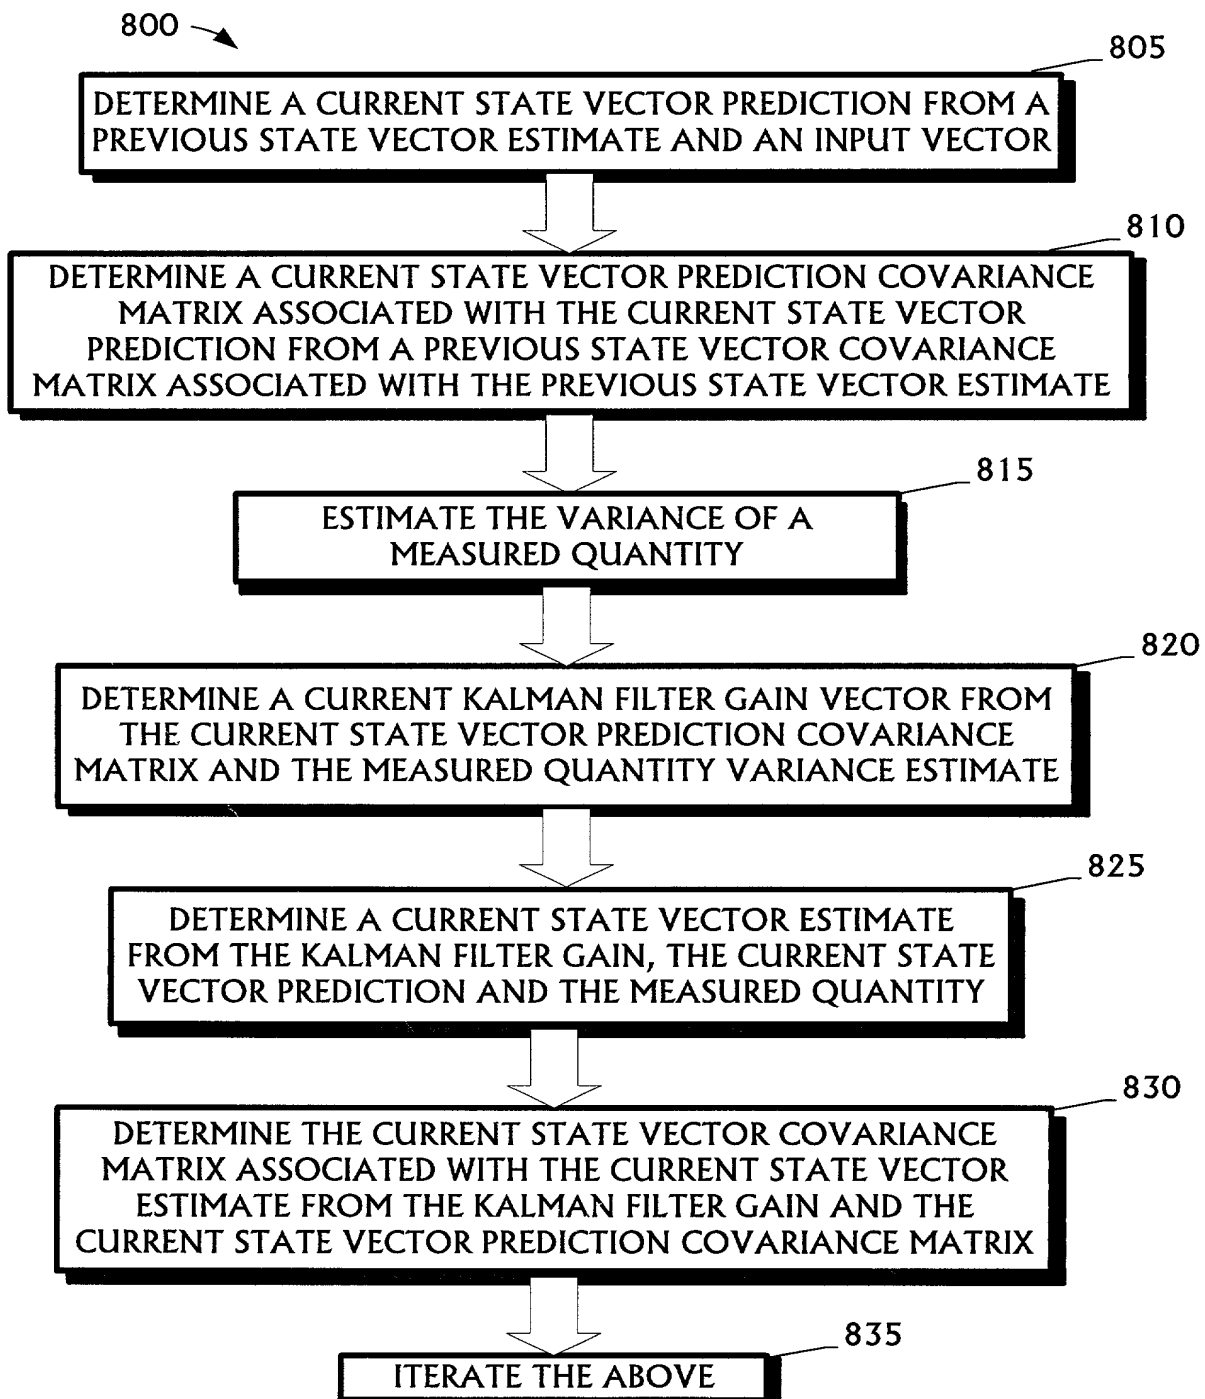 800
805
DETERMINE A CURRENT STATE VECTOR PREDICTION FROM A
PREVIOUS STATE VECTOR ESTIMATE AND AN INPUT VECTOR
810
DETERMINE A CURRENT STATE VECTOR PREDICTION COVARIANCE
MATRIX ASSOCIATED WITH THE CURRENT STATE VECTOR
PREDICTION FROM A PREVIOUS STATE VECTOR COVARIANCE
MATRIX ASSOCIATED WITH THE PREVIOUS STATE VECTOR ESTIMATE
815
ESTIMATE THE VARIANCE OF A
MEASURED QUANTITY
820
DETERMINE A CURRENT KALMAN FILTER GAIN VECTOR FROM
THE CURRENT STATE VECTOR PREDICTION COVARIANCE
MATRIX AND THE MEASURED QUANTITY VARIANCE ESTIMATE
825
DETERMINE A CURRENT STATE VECTOR ESTIMATE
FROM THE KALMAN FILTER GAIN, THE CURRENT STATE
VECTOR PREDICTION AND THE MEASURED QUANTITY
830
DETERMINE THE CURRENT STATE VECTOR COVARIANCE
MATRIX ASSOCIATED WITH THE CURRENT STATE VECTOR
ESTIMATE FROM THE KALMAN FILTER GAIN AND THE
CURRENT STATE VECTOR PREDICTION COVARIANCE MATRIX
835
ITERATE THE ABOVE